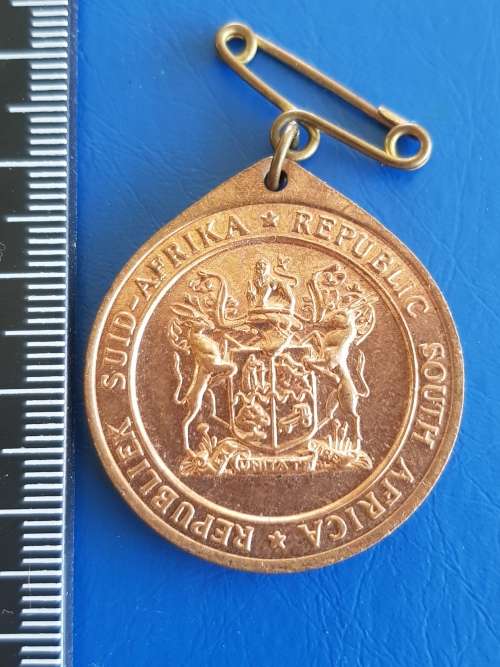 REPUBLIEK SUID-AFRIKA ★ REPUBLIC SOUTH AFRICA ★
UNITAT